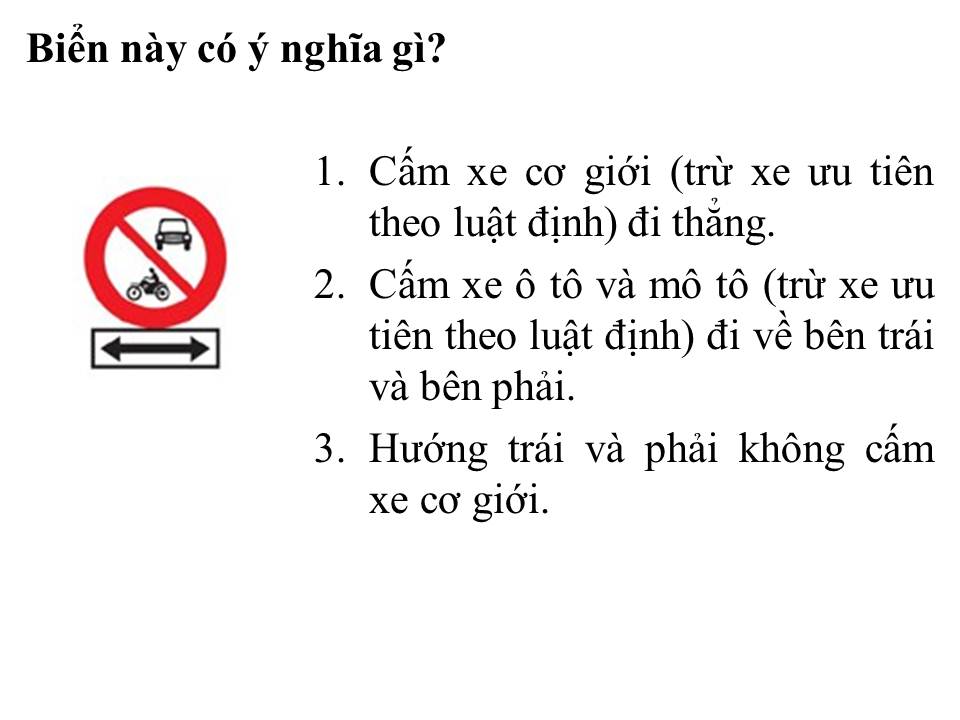 Biển này có ý nghĩa gì?
1. Cấm xe cơ giới (trừ xe ưu tiên
theo luật định) đi thẳng.
2. Cấm xe ô tô và mô tô (trừ xe ưu
tiên theo luật định) đi về bên trái
và bên phải.
3. Hướng trái và phải không cấm
xe cơ giới.